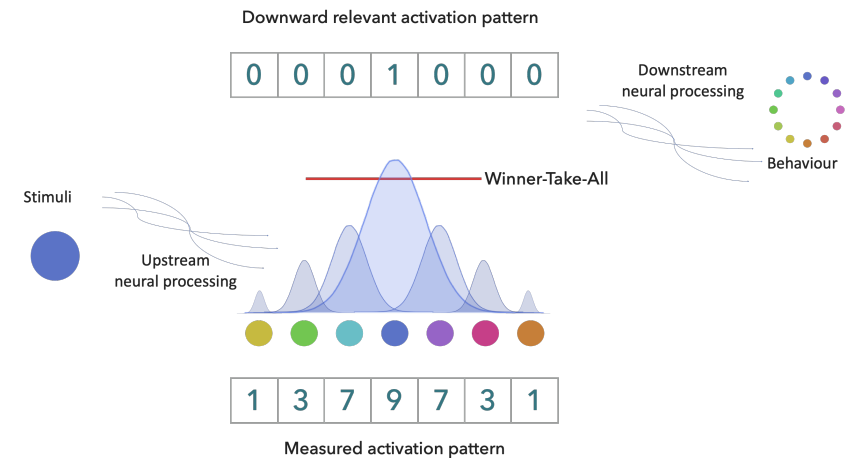 Downward relevant activation pattern
0 0 0 1 0 0 0
Downstream
neural processing
Behaviour
Winner-Take-All
Stimuli
Upstream
neural processing
1 3 7 9 7 3 1
Measured activation pattern